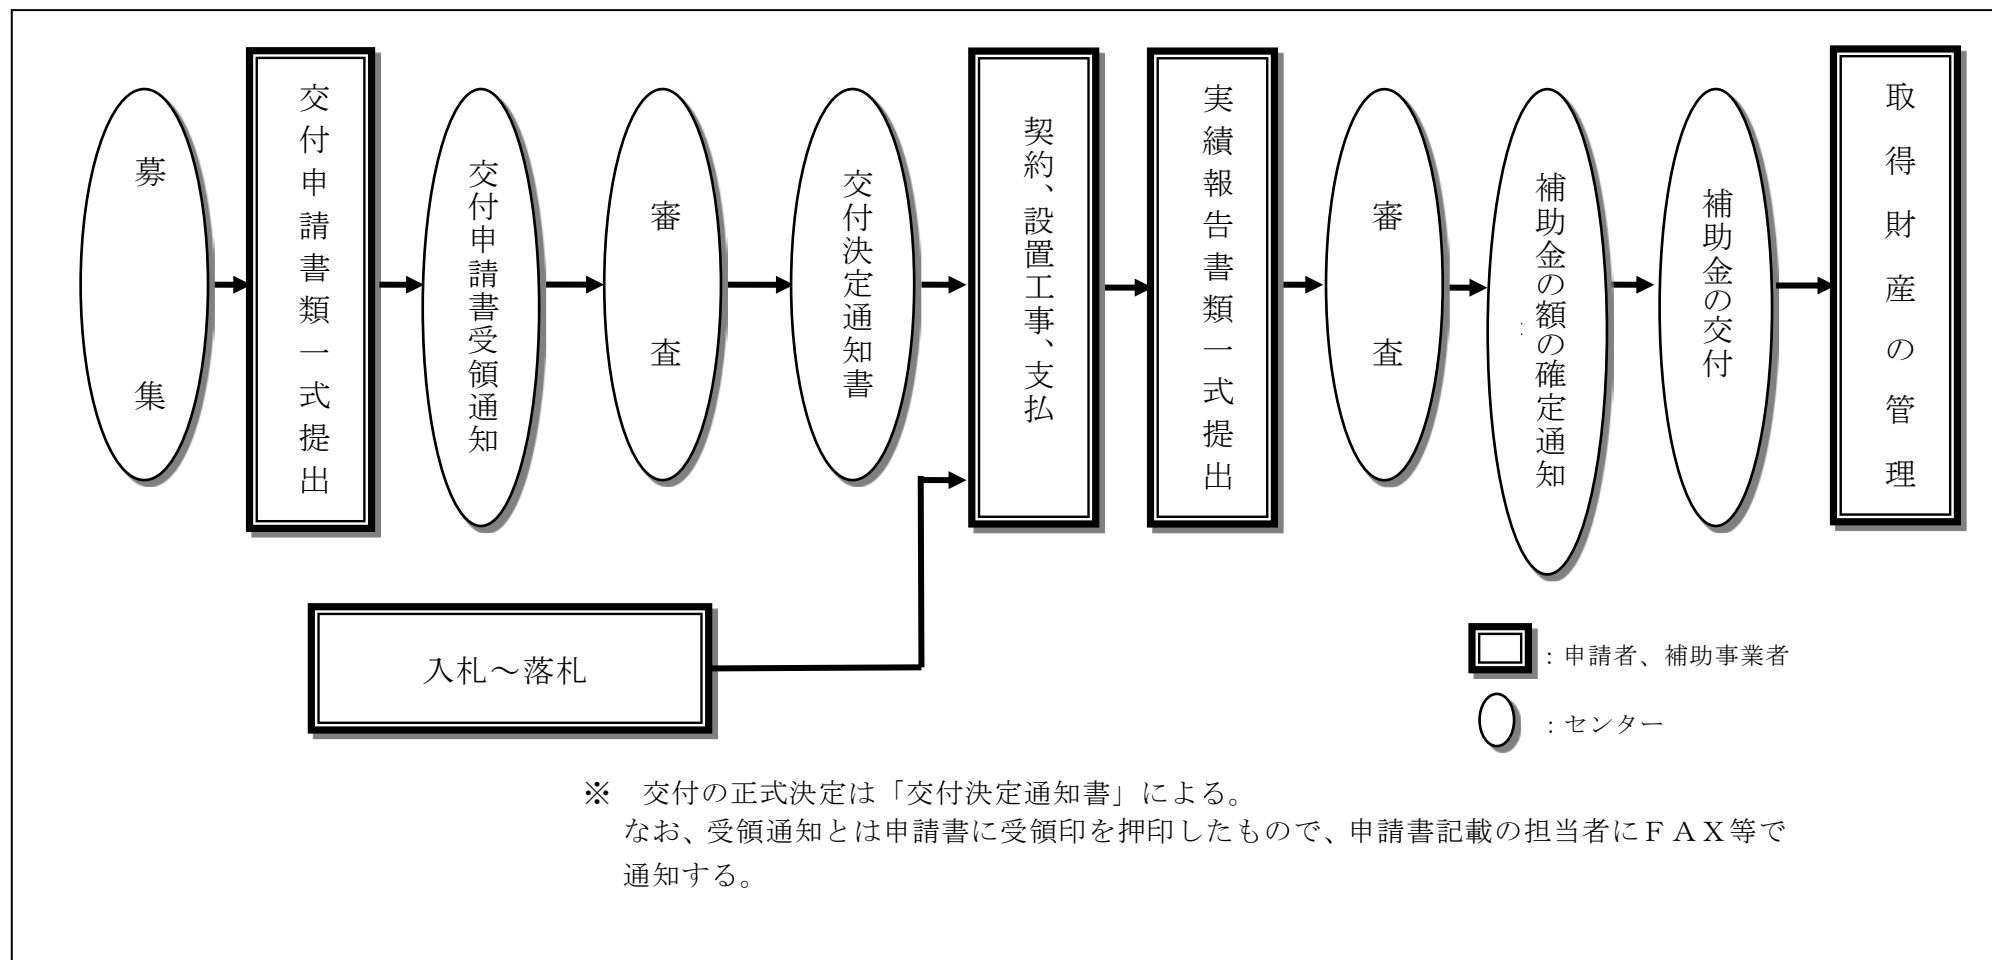 募集
交付申請書類一式提出
交付申請書受領通知
審査
交付決定通知書
契約、設置工事、支払
実績報告書類一式提出
審査
補助金の額の確定通知
補助金の交付
取得財産の管理
入札～落札
：申請者、補助事業者
：センター
※　交付の正式決定は「交付決定通知書」による。
なお、受領通知とは申請書に受領印を押印したもので、申請書記載の担当者にＦＡＸ等で
通知する。